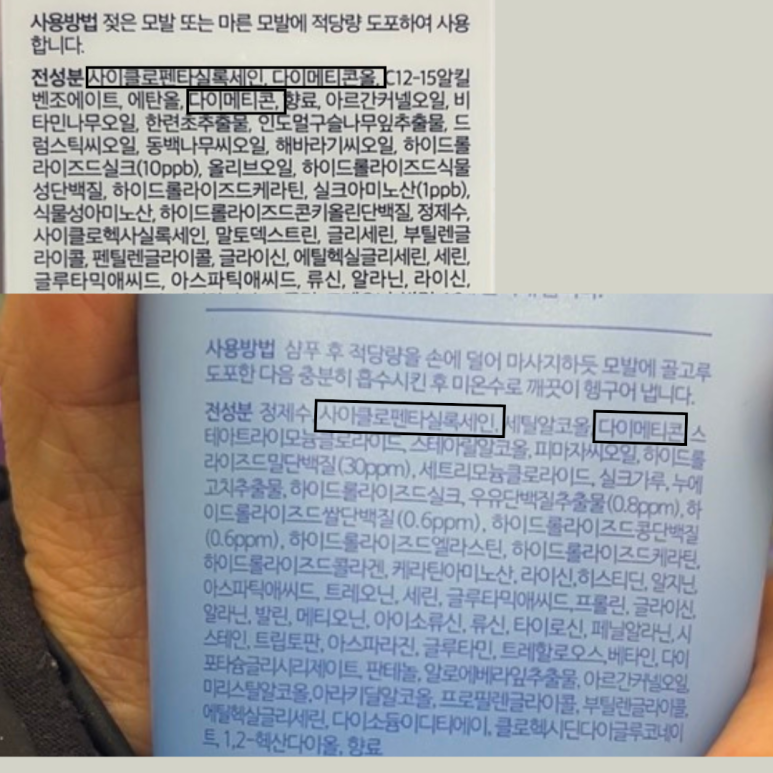 사용방법 젖은 모발 또는 마른 모발에 적당량 도포하여 사용
합니다.
전성분 사이클로펜타실록세인, 다이메티콘올, C12-15알킬
벤조에이트, 에탄올, 다이메티콘, 향료, 아르간커넬오일, 비
타민나무오일, 한련초추출물, 인도멀구슬나무잎추출물, 드
럼스틱씨오일, 동백나무씨오일, 해바라기씨오일, 하이드롤
라이즈드실크(10ppb), 올리브오일, 하이드롤라이즈드식물
성단백질, 하이드롤라이즈드케라틴, 실크아미노산(1ppb),
식물성아미노산, 하이드롤라이즈드콘키올린단백질, 정제수,
사이클로헥사실록세인, 말토덱스트린, 글리세린, 부틸렌글
라이콜, 펜틸렌글라이콜, 글라이신, 에틸헥실글리세린, 세린,
글루타믹애씨드, 아스파틱애씨드, 류신, 알라닌, 라이신,
사용방법 샴푸 후 적당량을 손에 덜어 마사지하듯 모발에 골고루
도포한 다음 충분히 흡수시킨 후 미온수로 깨끗이 헹구어 냅니다.
전성분 정제수, 사이클로펜타실록세인, 세틸알코올, 다이메티콘, 스
테아트라이모늄클로라이드, 스테아릴알코올, 피마자씨오일, 하이드롤
라이즈드밀단백질(30ppm), 세트리모늄클로라이드, 실크가루, 누에
고치추출물, 하이드롤라이즈드실크, 우유단백질추출물(0.8ppm), 하
이드롤라이즈드쌀단백질(0.6ppm), 하이드롤라이즈드콩단백질
(0.6ppm), 하이드롤라이즈드엘라스틴, 하이드롤라이즈드케라틴,
하이드롤라이즈드콜라겐, 케라틴아미노산, 라이신,히스티딘, 알지닌,
아스파틱애씨드, 트레오닌, 세린, 글루타믹애씨드,프롤린, 글라이신,
알라닌, 발린, 메티오닌, 아이소류신, 류신, 타이로신, 페닐알라닌, 시
스테인, 트립토판, 아스파라진, 글루타민, 트레할로오스,베타인, 다이
포타슘글리시리제이트, 판테놀, 알로에베라잎추출물, 아르간커넬오일,
미리스틸알코올,아라키딜알코올, 프로필렌글라이콜, 부틸렌글라이콜,
에틸헥실글리세린, 다이소듐이디티에이, 클로헥시딘다이글루코네이
트, 1,2-헥산다이올, 향료